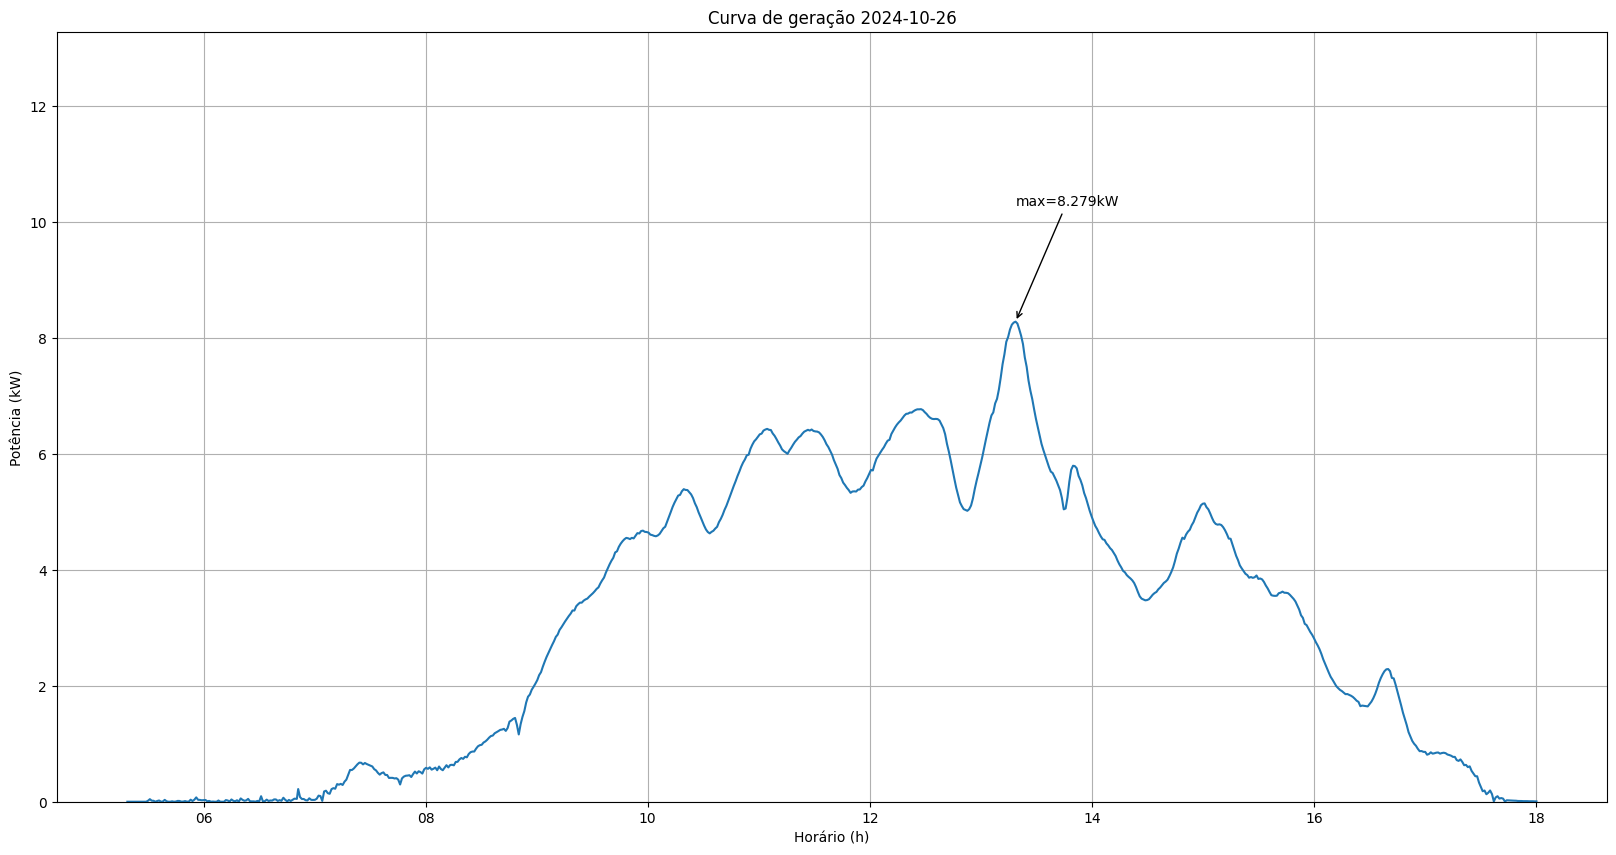 Curva de geração 2024-10-26
12
max=8.279kW
10
8
Potência (kW)
6
4
2
0
06 08 10 12 14 16 18
Horário (h)